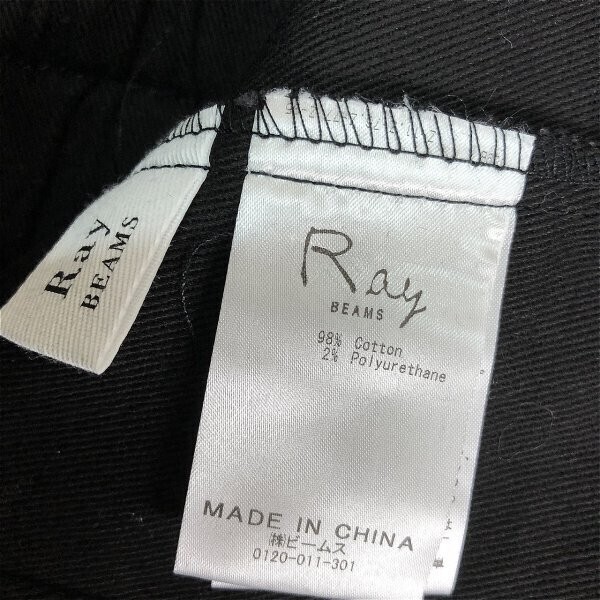 Ray
BEAMS
Ray
BEAMS
98% Cotton
2% Polyurethane
MADE IN CHINA
㈱ビームス
0120-011-301